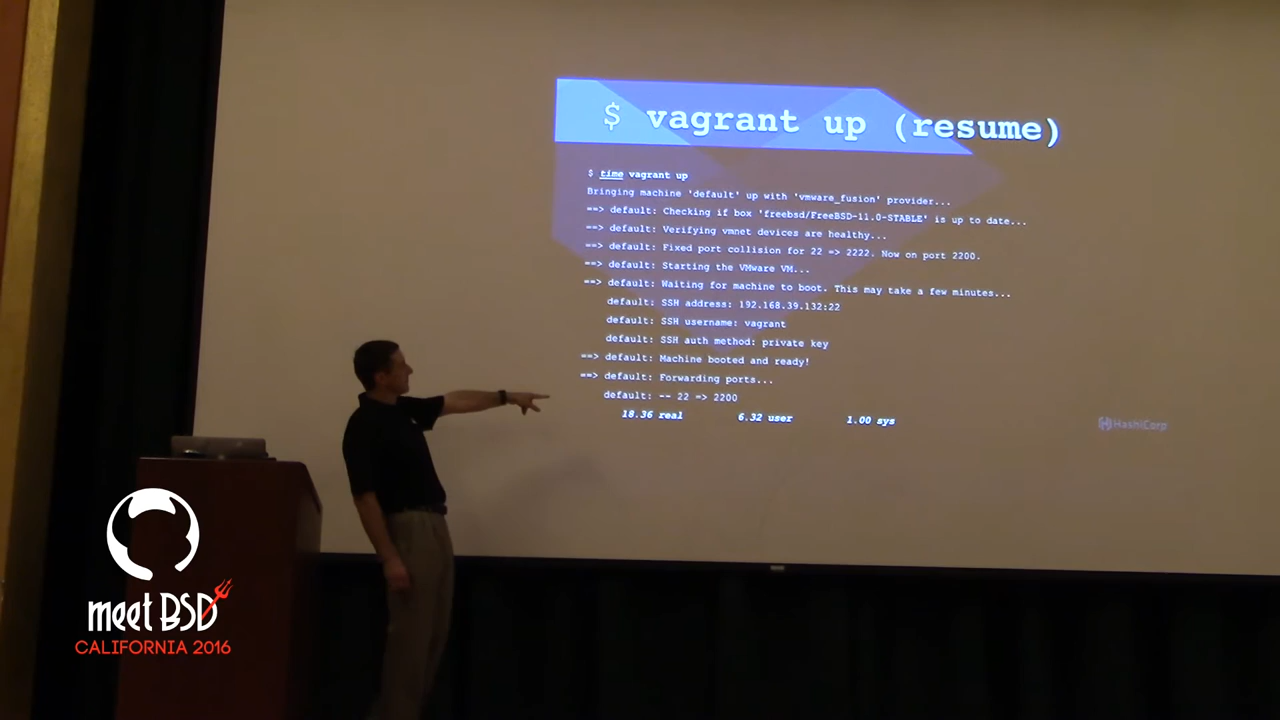 $ vagrant up (resume)
$ time vagrant up
Bringing machine 'default' up with 'vmware_fusion' provider...
==> default: Checking if box 'freebsd/FreeBSD-11.0-STABLE' is up to date...
==> default: Verifying vmnet devices are healthy...
==> default: Fixed port collision for 22 => 2222. Now on port 2200.
==> default: Starting the VMware VM...
==> default: Waiting for machine to boot. This may take a few minutes...
default: SSH address: 192.168.39.132:22
default: SSH username: vagrant
default: SSH auth method: private key
==> default: Machine booted and ready!
==> default: Forwarding ports...
default: -- 22 => 2200
18.36 real 6.32 user 1.00 sys
HashiCorp
meet BSD
CALIFORNIA 2016